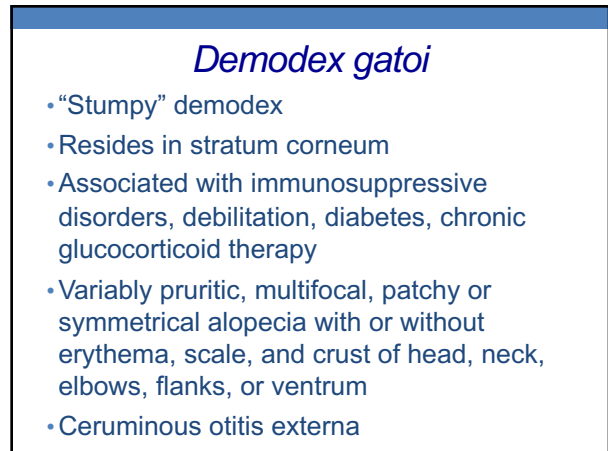 Demodex gatoi
•“Stumpy” demodex
•Resides in stratum corneum
•Associated with immunosuppressive
disorders, debilitation, diabetes, chronic
glucocorticoid therapy
•Variably pruritic, multifocal, patchy or
symmetrical alopecia with or without
erythema, scale, and crust of head, neck,
elbows, flanks, or ventrum
•Ceruminous otitis externa